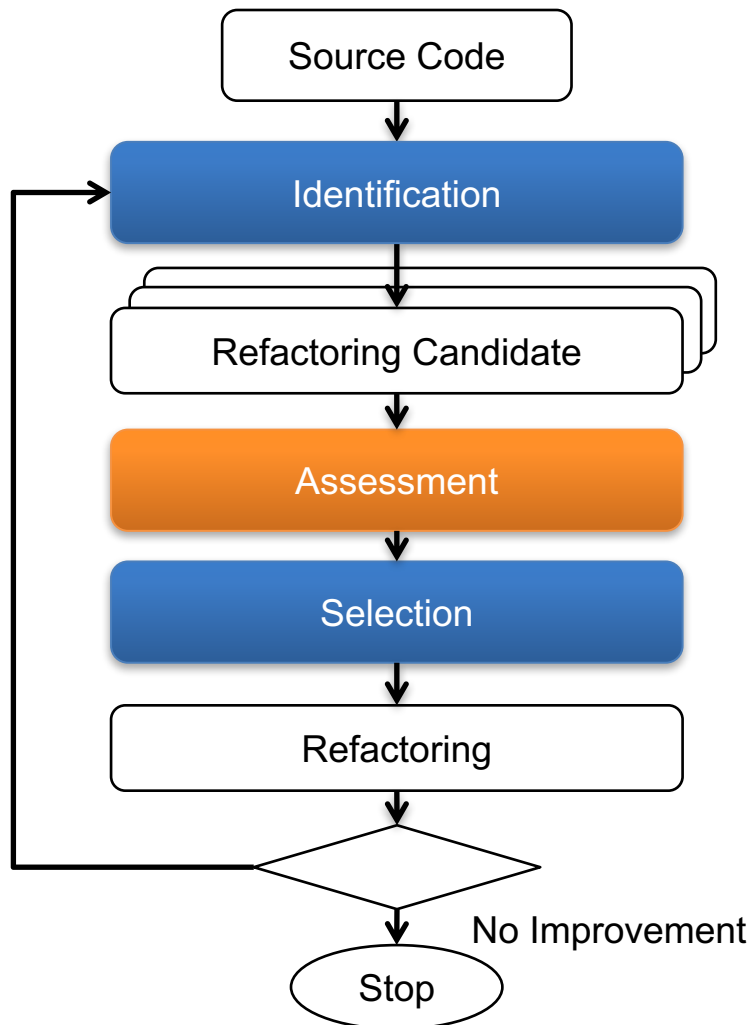 Source Code
Identification
Refactoring Candidate
Assessment
Selection
Refactoring
No Improvement
Stop